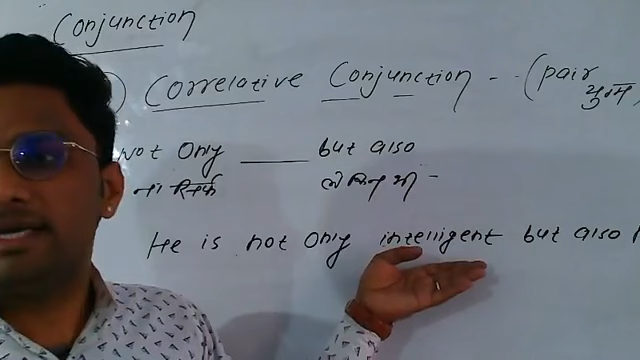 Conjunction
Correlative Conjunction - (pair
युग्म
Not Only ____ but also
ना सिर्फ लेकिन भी -
He is not Only intelligent but also